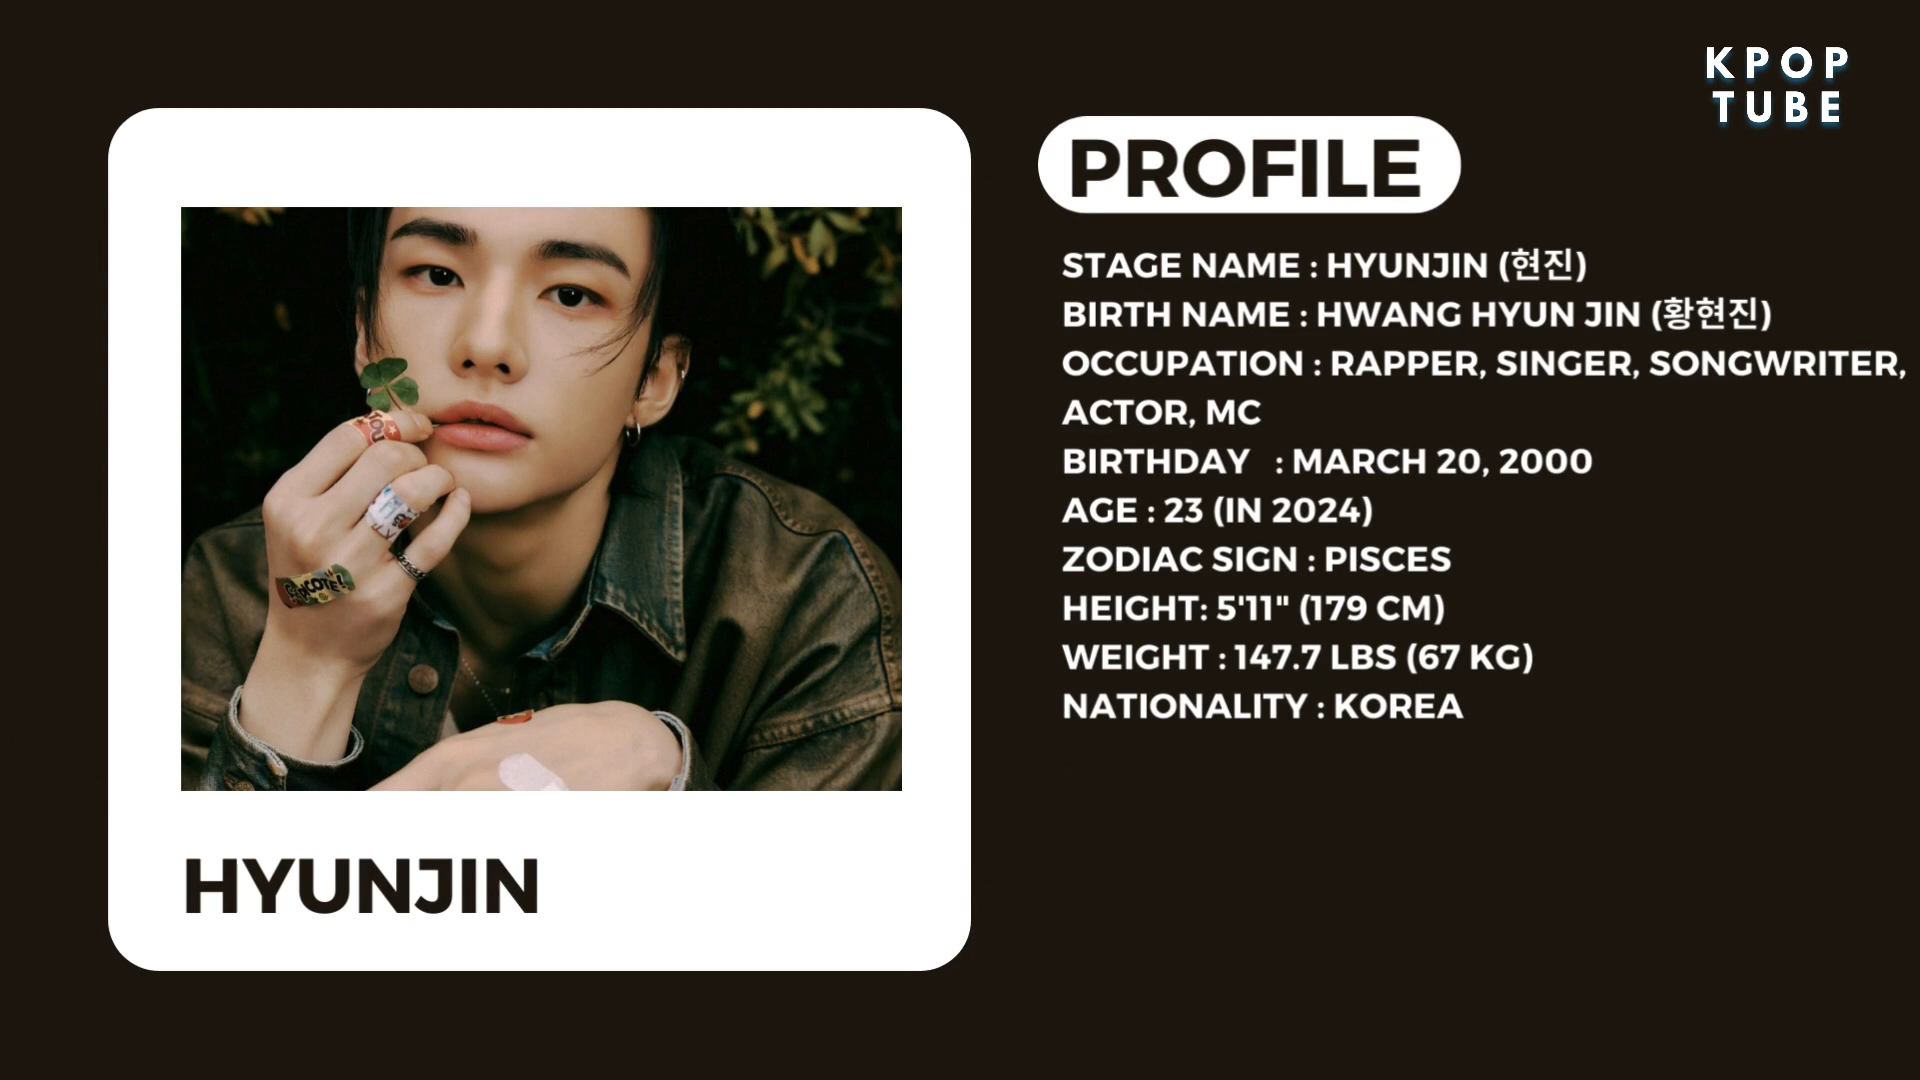 KPOP
TUBE
PROFILE
STAGE NAME : HYUNJIN (현진)
BIRTH NAME : HWANG HYUN JIN (황현진)
OCCUPATION : RAPPER, SINGER, SONGWRITER,
ACTOR, MC
BIRTHDAY : MARCH 20, 2000
AGE : 23 (IN 2024)
ZODIAC SIGN : PISCES
HEIGHT: 5'11" (179 CM)
WEIGHT : 147.7 LBS (67 KG)
NATIONALITY : KOREA
HYUNJIN